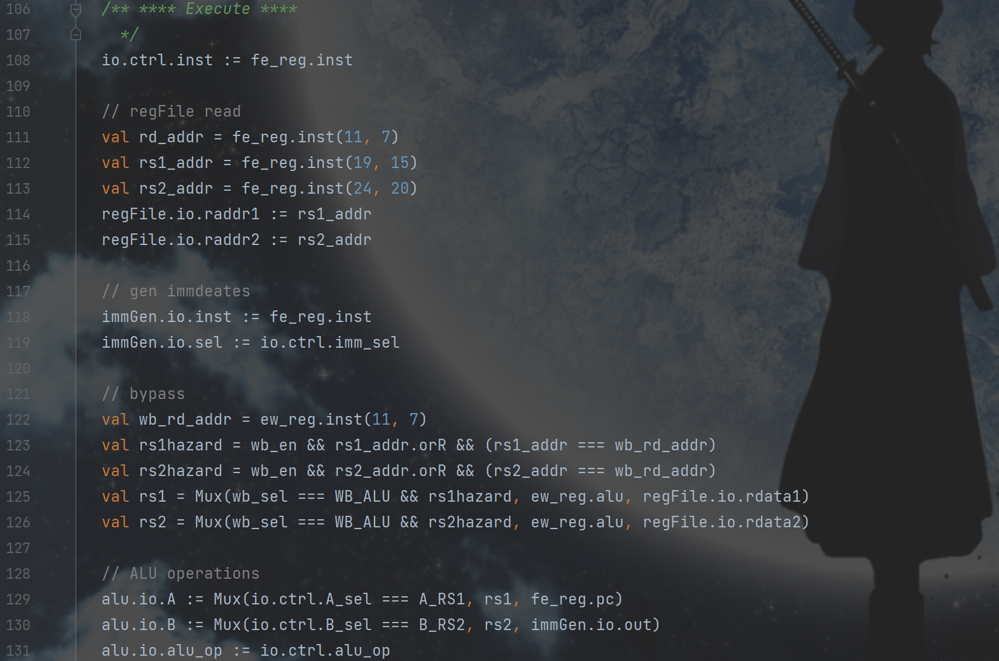 106 /** **** Execute ****
107 */
108 io.ctrl.inst := fe_reg.inst
109
110 // regFile read
111 val rd_addr = fe_reg.inst(11, 7)
112 val rs1_addr = fe_reg.inst(19, 15)
113 val rs2_addr = fe_reg.inst(24, 20)
114 regFile.io.raddr1 := rs1_addr
115 regFile.io.raddr2 := rs2_addr
116
117 // gen immdeates
118 immGen.io.inst := fe_reg.inst
119 immGen.io.sel := io.ctrl.imm_sel
120
121 // bypass
122 val wb_rd_addr = ew_reg.inst(11, 7)
123 val rs1hazard = wb_en && rs1_addr.orR && (rs1_addr === wb_rd_addr)
124 val rs2hazard = wb_en && rs2_addr.orR && (rs2_addr === wb_rd_addr)
125 val rs1 = Mux(wb_sel === WB_ALU && rs1hazard, ew_reg.alu, regFile.io.rdata1)
126 val rs2 = Mux(wb_sel === WB_ALU && rs2hazard, ew_reg.alu, regFile.io.rdata2)
127
128 // ALU operations
129 alu.io.A := Mux(io.ctrl.A_sel === A_RS1, rs1, fe_reg.pc)
130 alu.io.B := Mux(io.ctrl.B_sel === B_RS2, rs2, immGen.io.out)
131 alu.io.alu_op := io.ctrl.alu_op